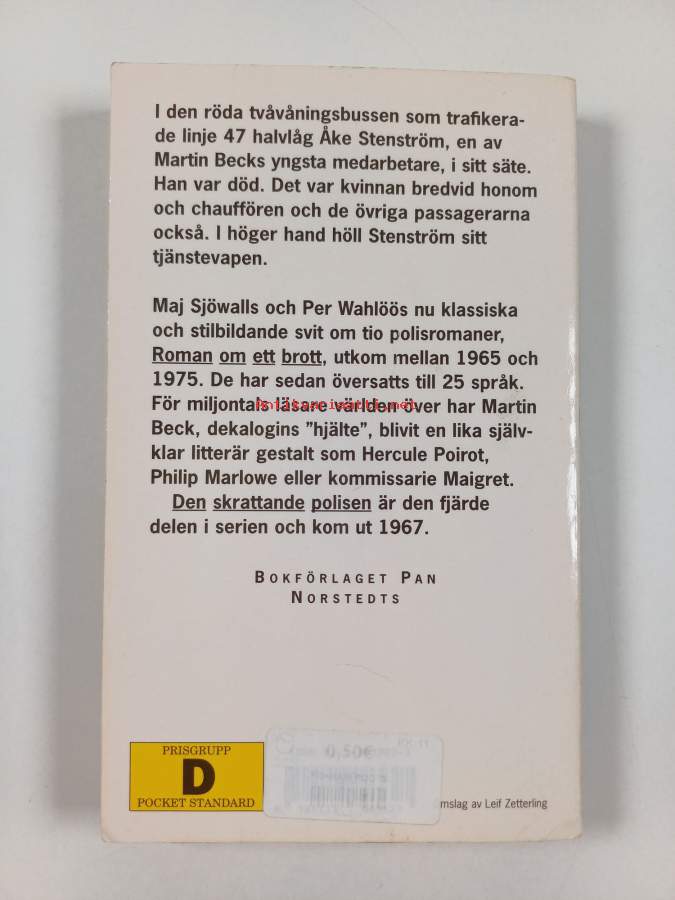 I den röda tvåvåningsbussen som trafikera-
de linje 47 halvlåg Åke Stenström, en av
Martin Becks yngsta medarbetare, i sitt säte.
Han var död. Det var kvinnan bredvid honom
och chauffören och de övriga passagerarna
också. I höger hand höll Stenström sitt
tjänstevapen.
Maj Sjöwalls och Per Wahlöös nu klassiska
och stilbildande svit om tio polisromaner,
Roman om ett brott, utkom mellan 1965 och
1975. De har sedan översatts till 25 språk.
För miljontals läsare världen över har Martin
Beck, dekalogins ”hjälte”, blivit en lika själv-
klar litterär gestalt som Hercule Poirot,
Philip Marlowe eller kommissarie Maigret.
Den skrattande polisen är den fjärde
delen i serien och kom ut 1967.
BOKFÖRLAGET PAN
NORSTEDTS
PRISGRUPP
D
POCKET STANDARD
0,50€
mslag av Leif Zetterling